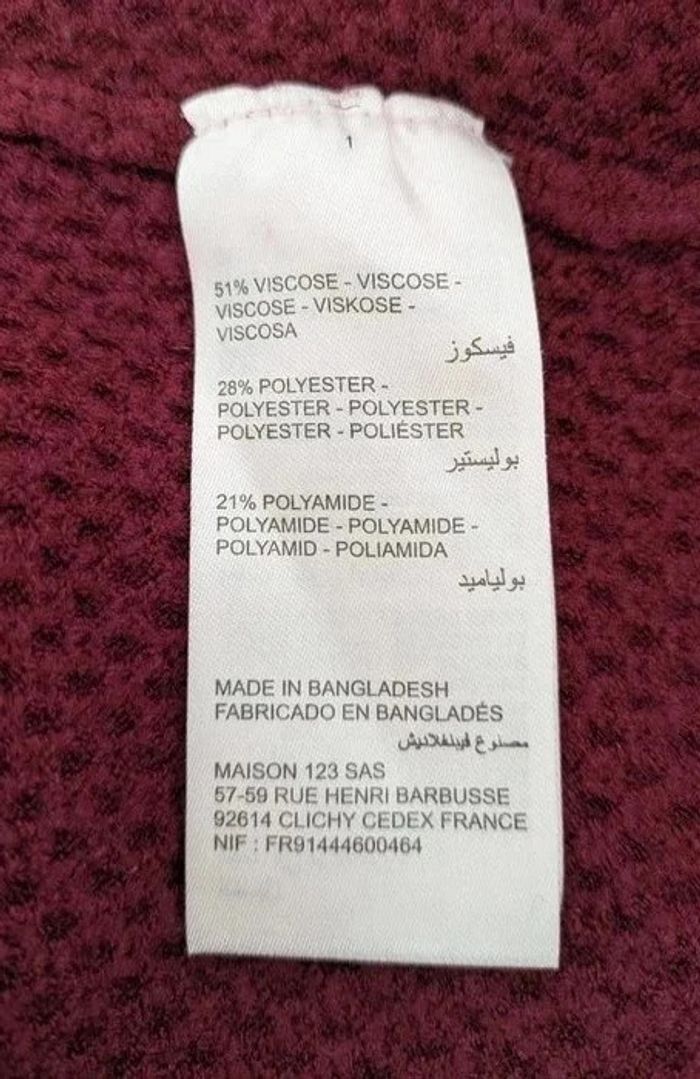 1
51% VISCOSE - VISCOSE -
VISCOSE - VISKOSE -
VISCOSA
فيسكوز
28% POLYESTER -
POLYESTER - POLYESTER -
POLYESTER - POLIÉSTER
بوليستير
21% POLYAMIDE -
POLYAMIDE - POLYAMIDE -
POLYAMID - POLIAMIDA
بولياميد
MADE IN BANGLADESH
FABRICADO EN BANGLADÉS
مصنوع
MAISON 123 SAS
57-59 RUE HENRI BARBUSSE
92614 CLICHY CEDEX FRANCE
NIF : FR91444600464